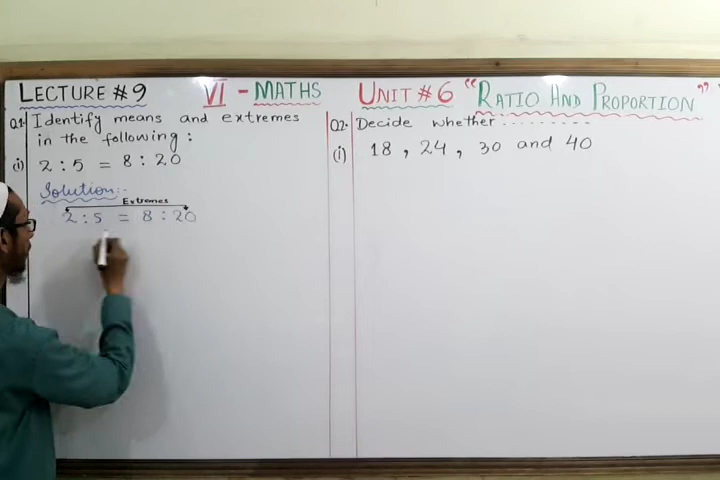 LECTURE #9 VI - MATHS UNIT #6 "RATIO AND PROPORTION"
Q1. Identify means and extremes
in the following :
(i) 2 : 5 = 8 : 20
Solution:-
Extremes
2 : 5 = 8 : 20
Q2. Decide whether ..........
(i) 18 , 24 , 30 and 40